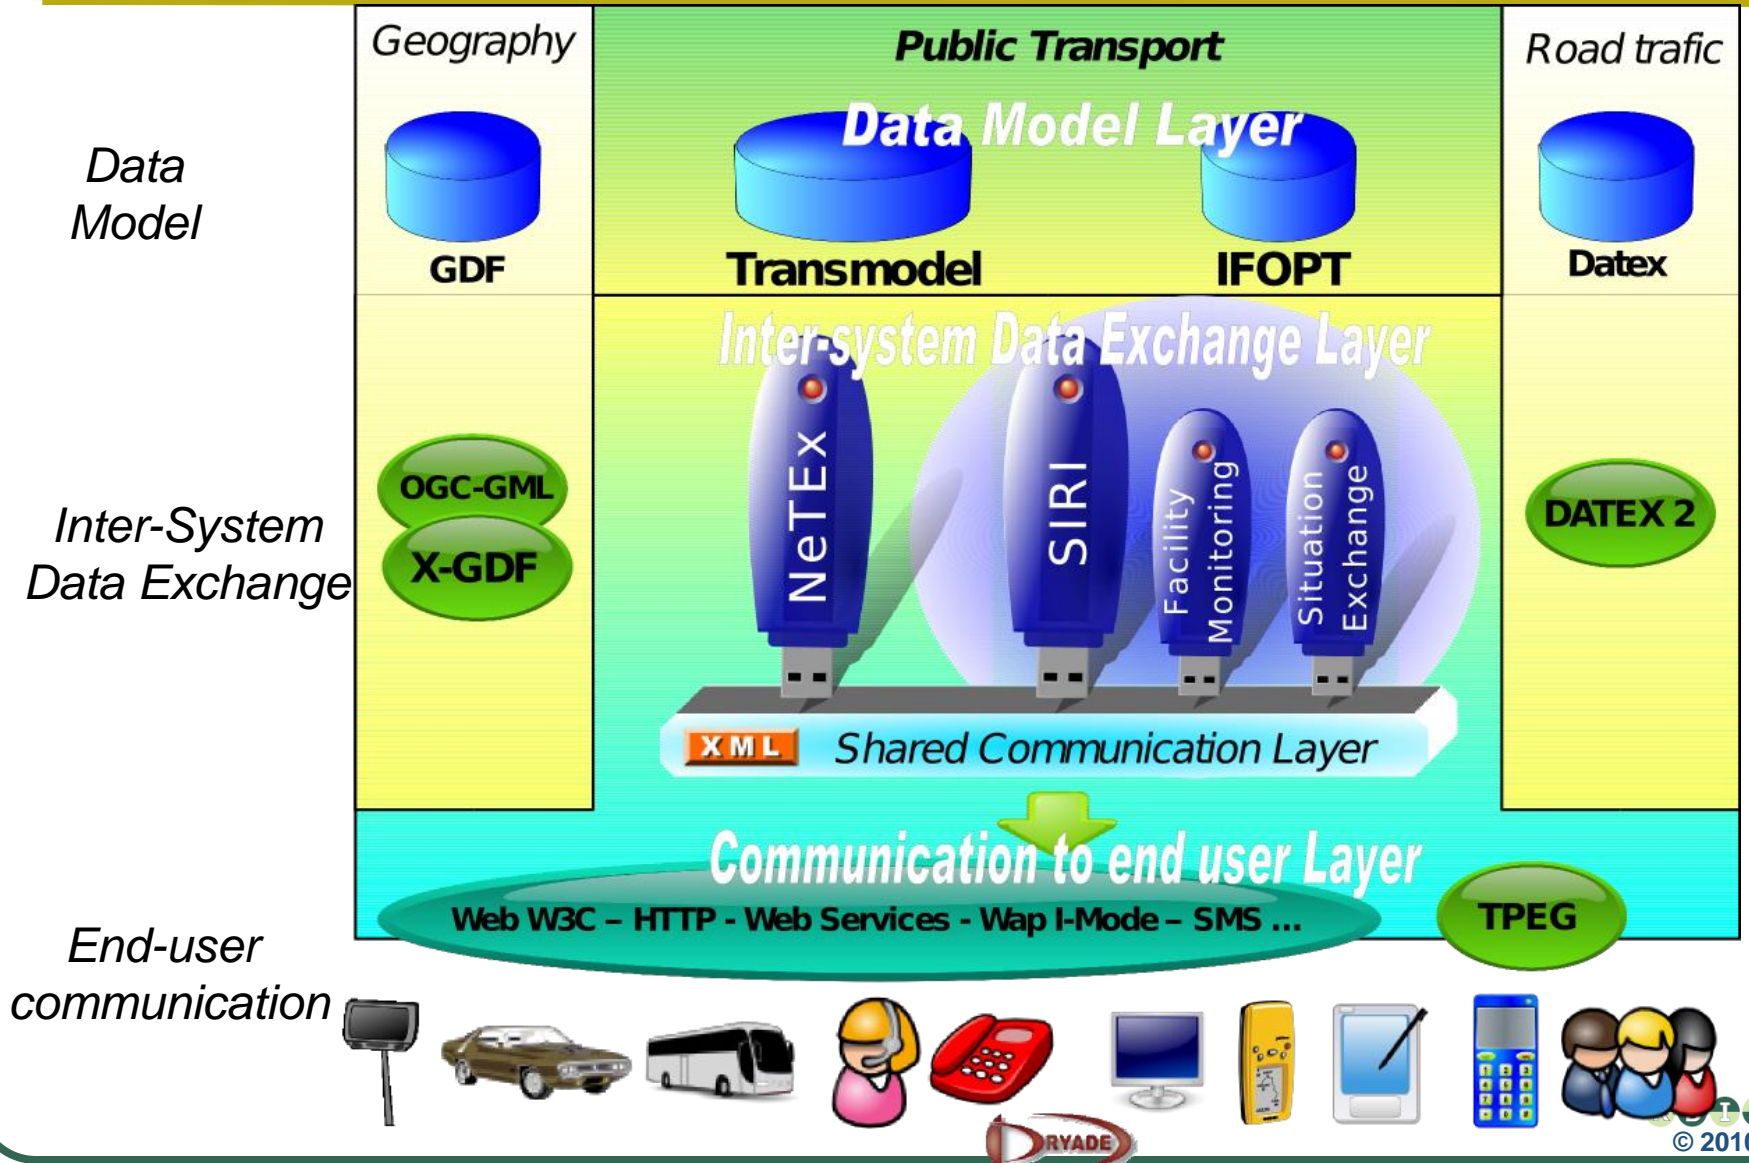 Geography
Public Transport
Road trafic
Data Model Layer
Data
Model
GDF
Transmodel
IFOPT
Datex
Inter-system Data Exchange Layer
NeTEx
SIRI
Facility
Monitoring
Situation
Exchange
OGC-GML
X-GDF
DATEX 2
Inter-System
Data Exchange
XML Shared Communication Layer
Communication to end user Layer
Web W3C – HTTP - Web Services - Wap I-Mode – SMS ...
TPEG
End-user
communication
DRYADE
© 2010